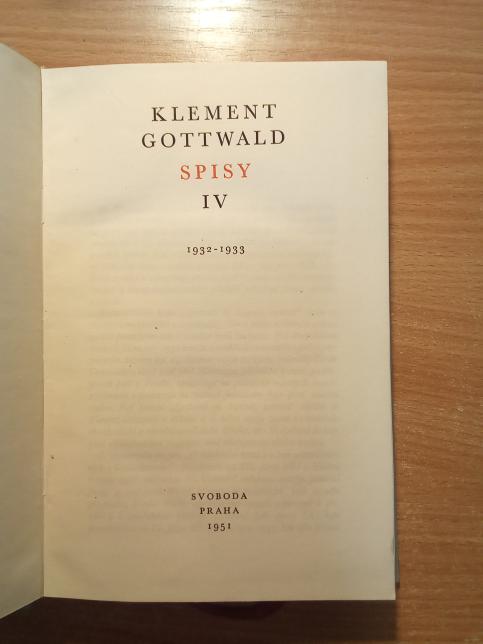 KLEMENT
GOTTWALD
SPISY
IV
1932-1933
SVOBODA
PRAHA
1951